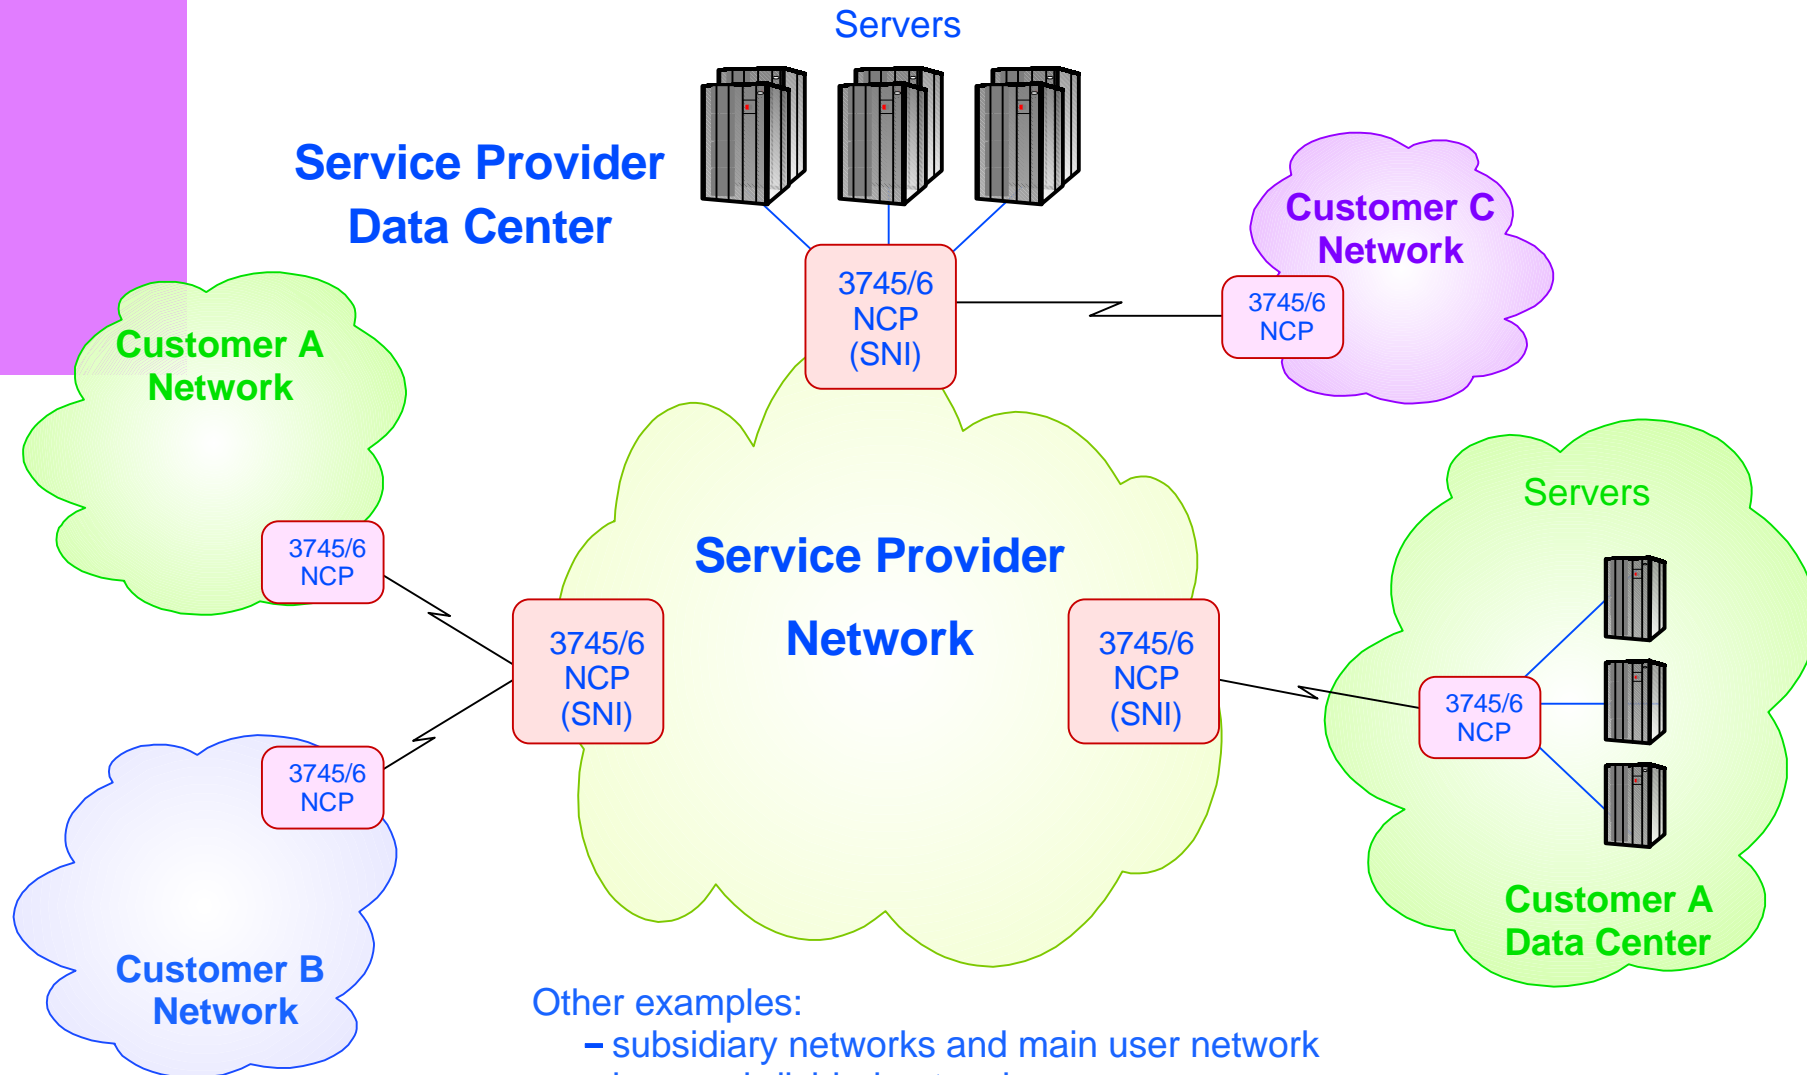 Servers
Service Provider
Data Center
Customer C
Network
3745/6
NCP
(SNI)
3745/6
NCP
Customer A
Network
3745/6
NCP
Servers
Service Provider
Network
3745/6
NCP
(SNI)
3745/6
NCP
(SNI)
3745/6
NCP
3745/6
NCP
Customer A
Data Center
Customer B
Network
Other examples:
– subsidiary networks and main user network